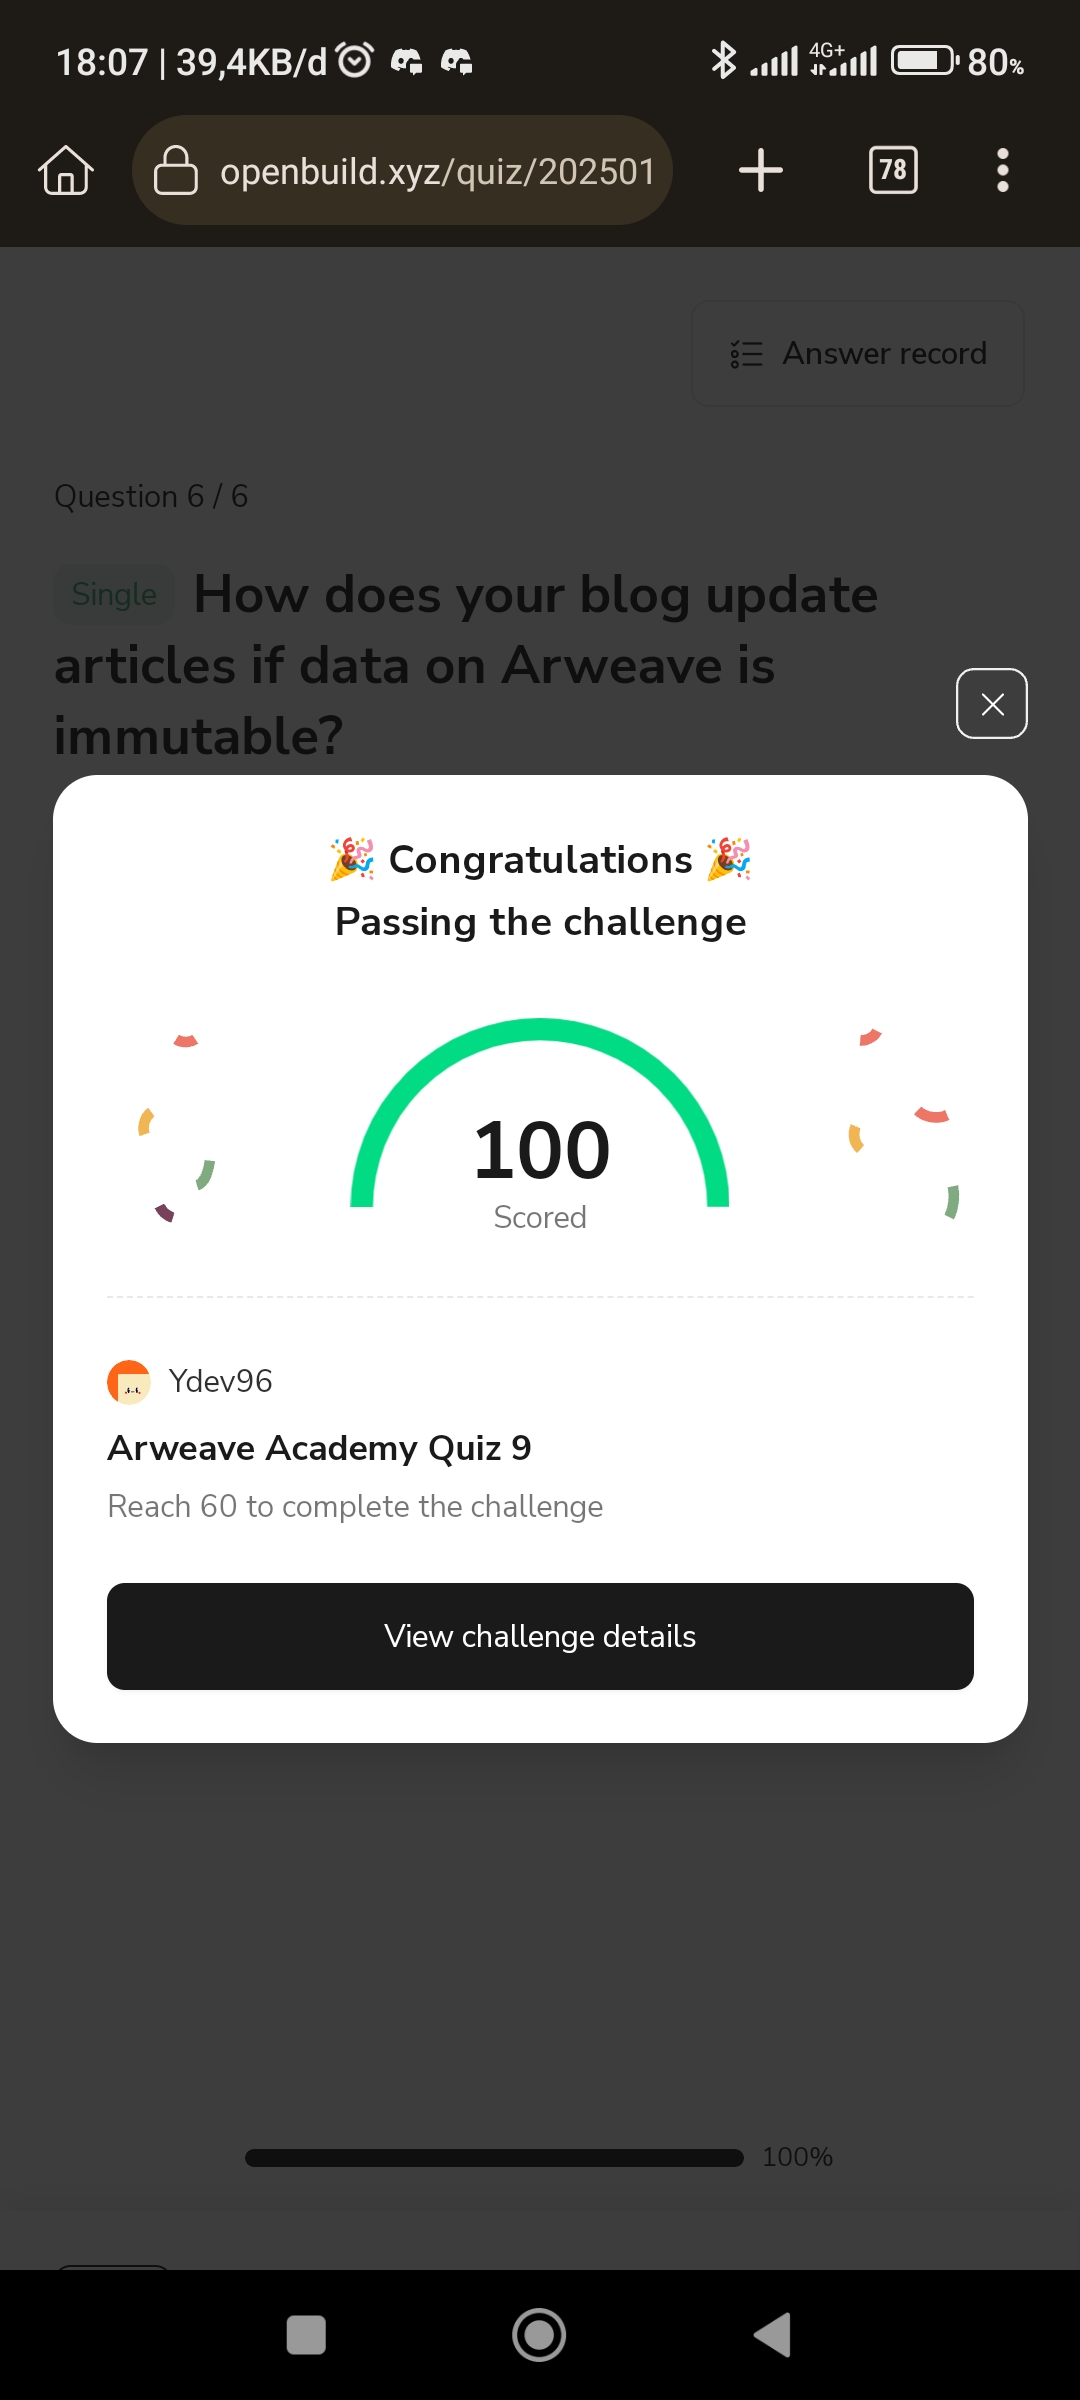 18:07 | 39,4KB/d
4G+
80%
openbuild.xyz/quiz/202501
78
Answer record
Question 6 / 6
Single How does your blog update
articles if data on Arweave is
immutable?
🎉 Congratulations 🎉
Passing the challenge
100
Scored
Ydev96
Arweave Academy Quiz 9
Reach 60 to complete the challenge
View challenge details
100%